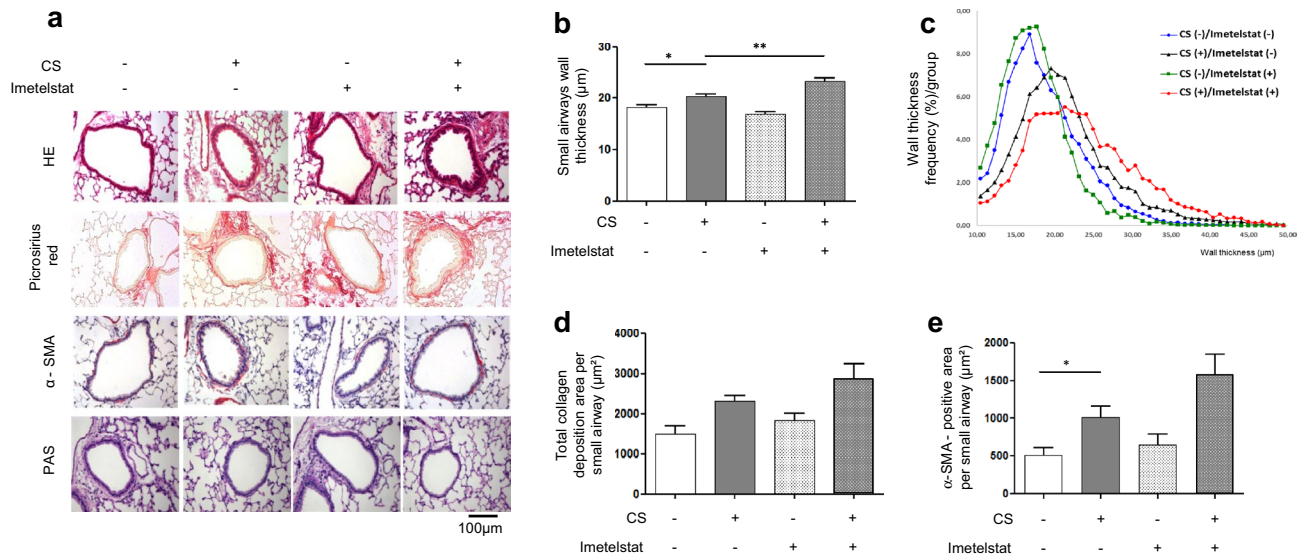 a
CS - + - +
Imetelstat - - + +
HE
Picrosirius
red
α - SMA
PAS
100µm
b
Small airways wall
thickness (µm)
30
20
10
0
*
**
CS - + - +
Imetelstat - - + +
c
Wall thickness
frequency (%)/group
8,00
6,00
4,00
2,00
0,00
10,00 15,00 20,00 25,00 30,00 35,00 40,00 45,00 50,00
Wall thickness (µm)
CS (-)/Imetelstat (-)
CS (+)/Imetelstat (-)
CS (-)/Imetelstat (+)
CS (+)/Imetelstat (+)
d
Total collagen
deposition area per
small airway (µm²)
4000
3000
2000
1000
0
CS - + - +
Imetelstat - - + +
e
α-SMA - positive area
per small airway (µm²)
2000
1500
1000
500
0
*
CS - + - +
Imetelstat - - + +